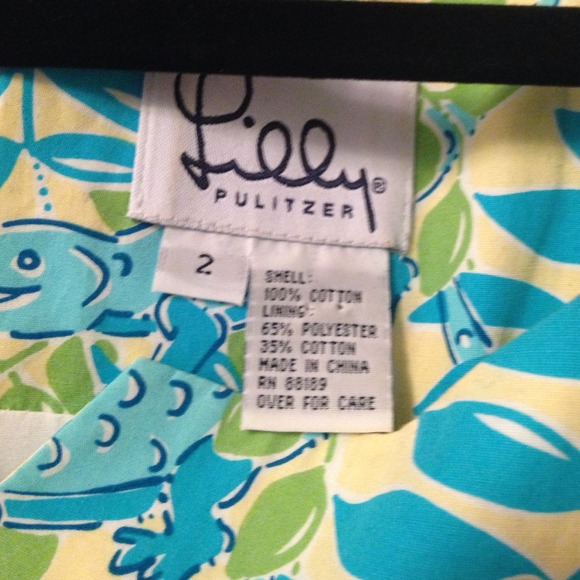 Lilly®
PULITZER
2
SHELL:
100% COTTON
LINING:
65% POLYESTER
35% COTTON
MADE IN CHINA
RN 88189
OVER FOR CARE